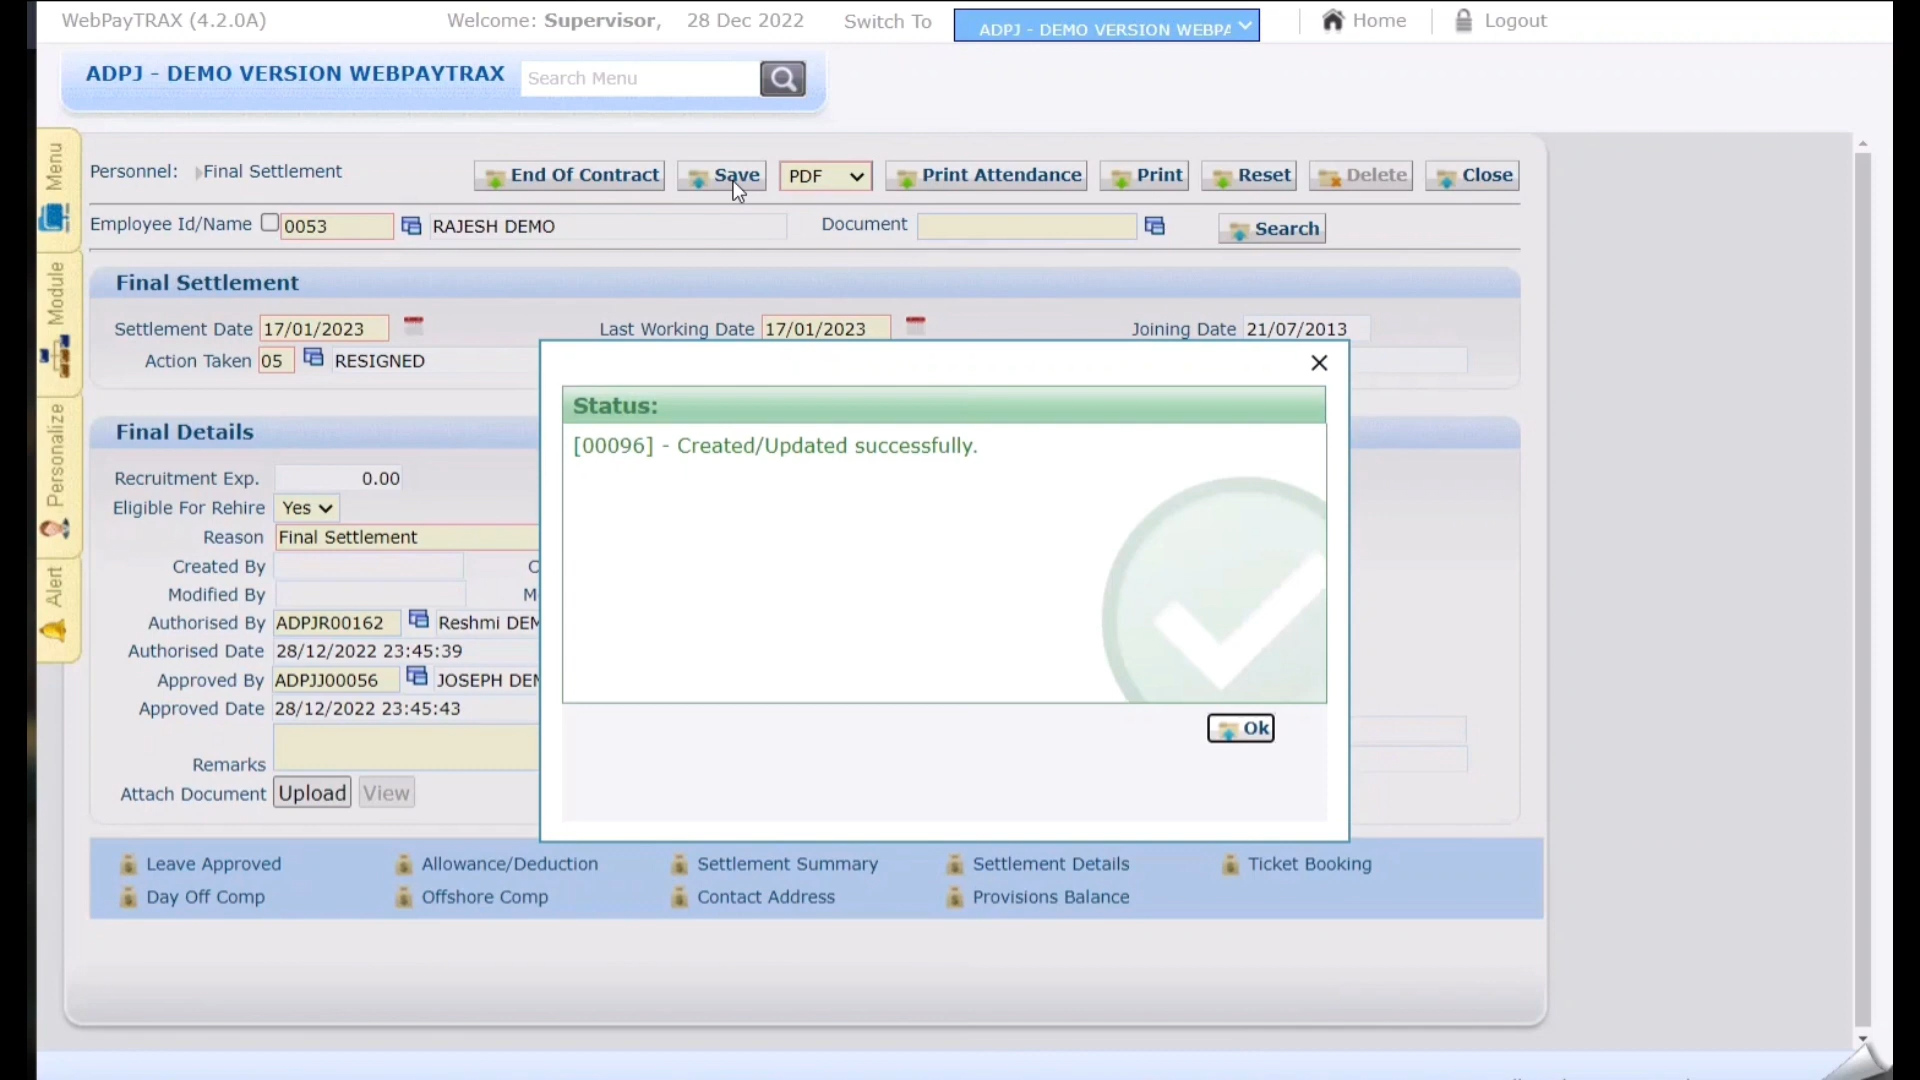 WebPayTRAX (4.2.0A) Welcome: Supervisor, 28 Dec 2022 Switch To ADPJ - DEMO VERSION WEBPA Home Logout
ADPJ - DEMO VERSION WEBPAYTRAX Search Menu
Menu
Module
Personalize
Alert
Personnel: Final Settlement End Of Contract Save PDF Print Attendance Print Reset Delete Close
Employee Id/Name 0053 RAJESH DEMO Document Search
Final Settlement
Settlement Date 17/01/2023 Last Working Date 17/01/2023 Joining Date 21/07/2013
Action Taken 05 RESIGNED
Status:
[00096] - Created/Updated successfully.
Ok
Final Details
Recruitment Exp. 0.00
Eligible For Rehire Yes
Reason Final Settlement
Created By
Modified By
Authorised By ADPJR00162 Reshmi DEM
Authorised Date 28/12/2022 23:45:39
Approved By ADPJJ00056 JOSEPH DEM
Approved Date 28/12/2022 23:45:43
Remarks
Attach Document Upload View
Leave Approved Allowance/Deduction Settlement Summary Settlement Details Ticket Booking
Day Off Comp Offshore Comp Contact Address Provisions Balance